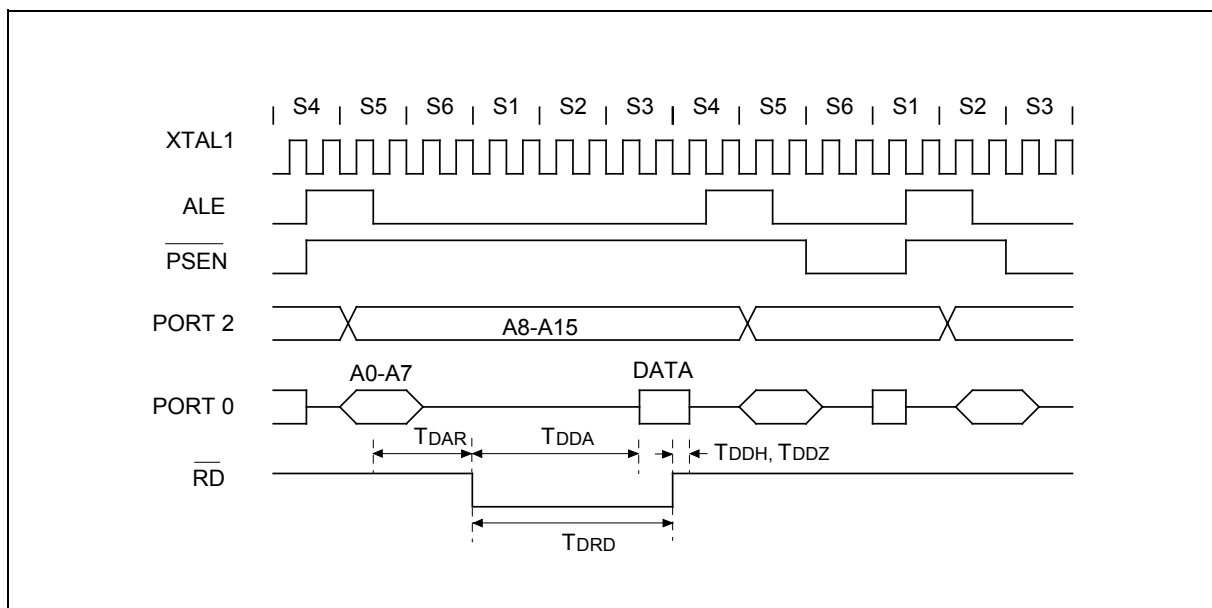 S4 S5 S6 S1 S2 S3 S4 S5 S6 S1 S2 S3
XTAL1
ALE
PSEN
PORT 2
A8-A15
A0-A7
DATA
PORT 0
TDAR
TDDA
TDDH, TDDZ
RD
TDRD